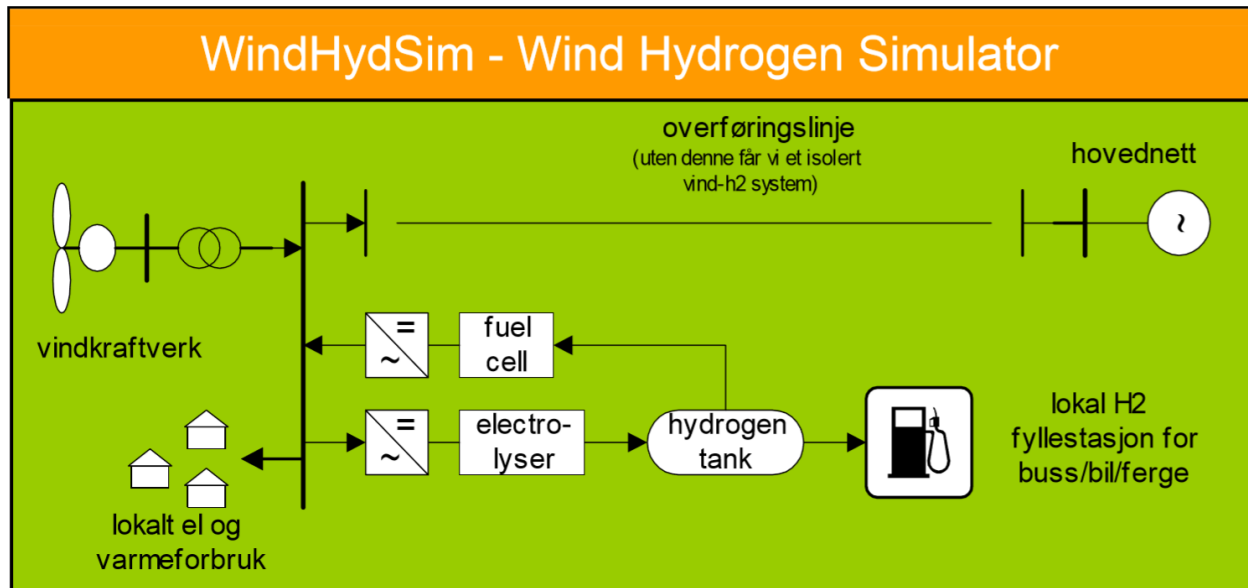 WindHydSim - Wind Hydrogen Simulator
overføringslinje
(uten denne får vi et isolert
vind-h2 system)
hovednett
~
vindkraftverk
=
~
fuel
cell
=
~
electro-
lyser
hydrogen
tank
lokal H2
fyllestasjon for
buss/bil/ferge
lokalt el og
varmeforbruk